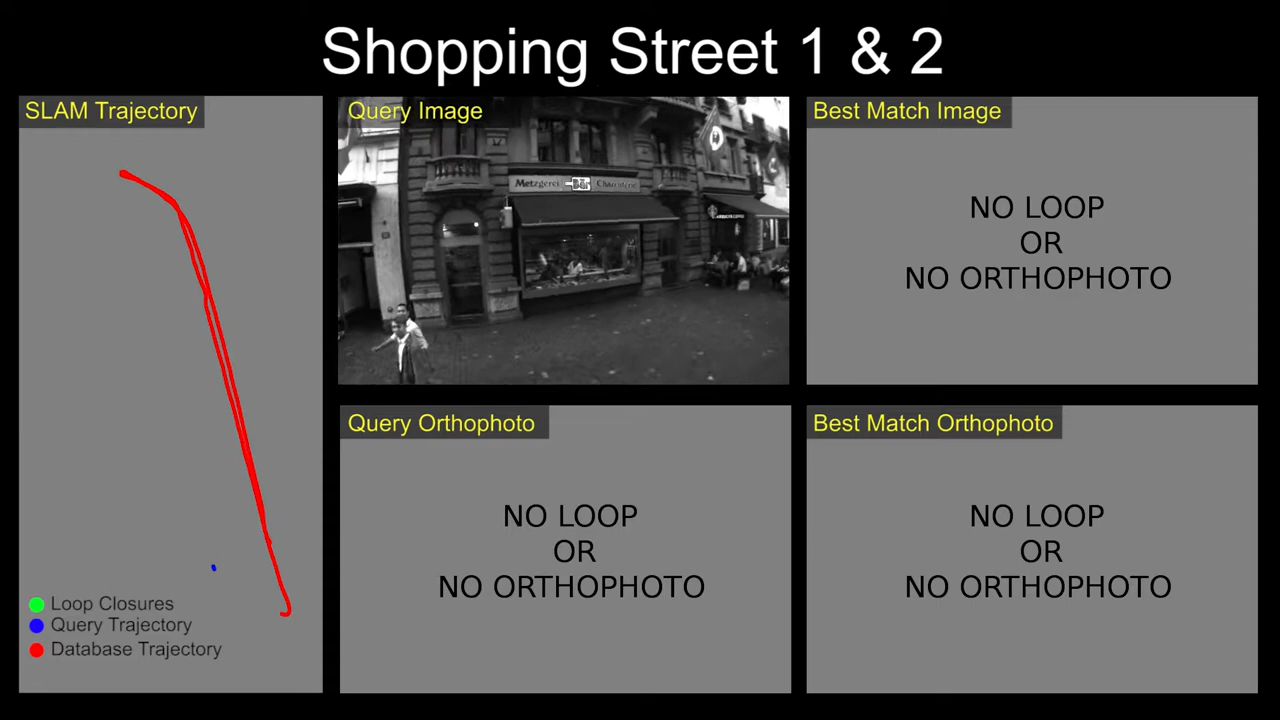 Shopping Street 1 & 2
SLAM Trajectory
Query Image
Best Match Image
Metzgerei Bär Charcuterie
NO LOOP
OR
NO ORTHOPHOTO
Query Orthophoto
Best Match Orthophoto
NO LOOP
OR
NO ORTHOPHOTO
NO LOOP
OR
NO ORTHOPHOTO
Loop Closures
Query Trajectory
Database Trajectory